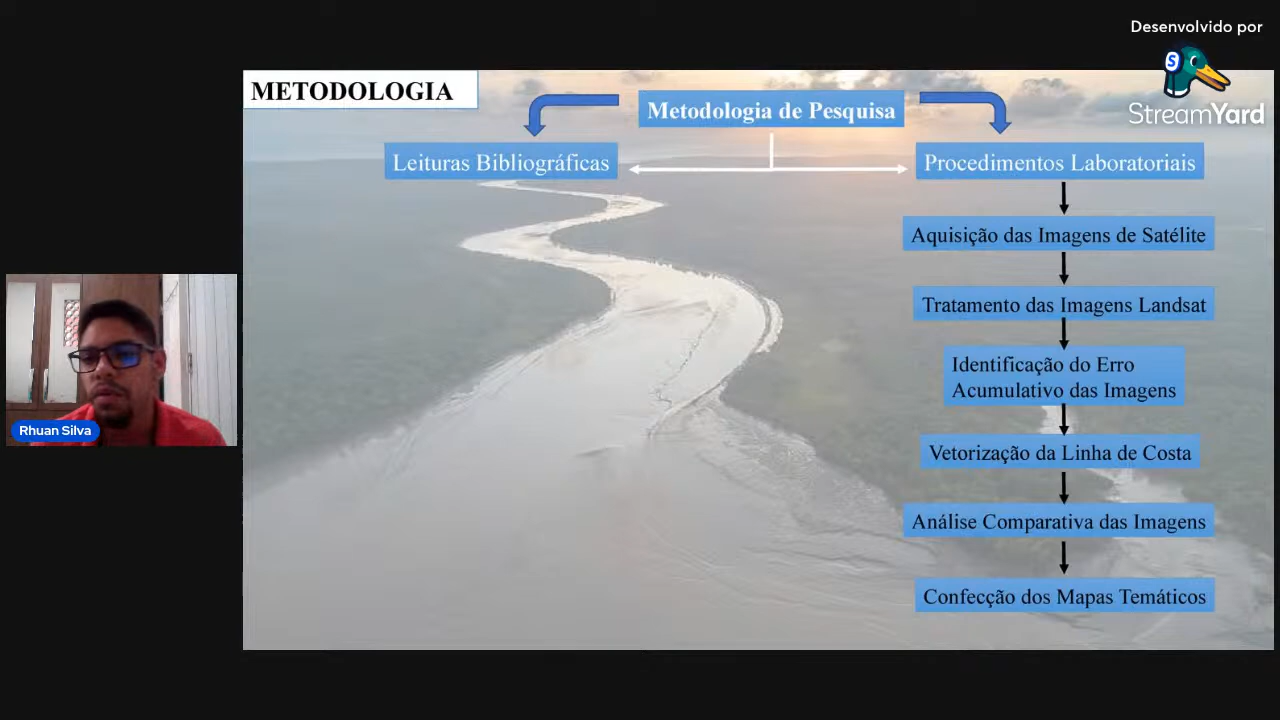 Desenvolvido por
StreamYard
METODOLOGIA
Metodologia de Pesquisa
Leituras Bibliográficas
Procedimentos Laboratoriais
Aquisição das Imagens de Satélite
Tratamento das Imagens Landsat
Identificação do Erro
Acumulativo das Imagens
Vetorização da Linha de Costa
Análise Comparativa das Imagens
Confecção dos Mapas Temáticos
Rhuan Silva